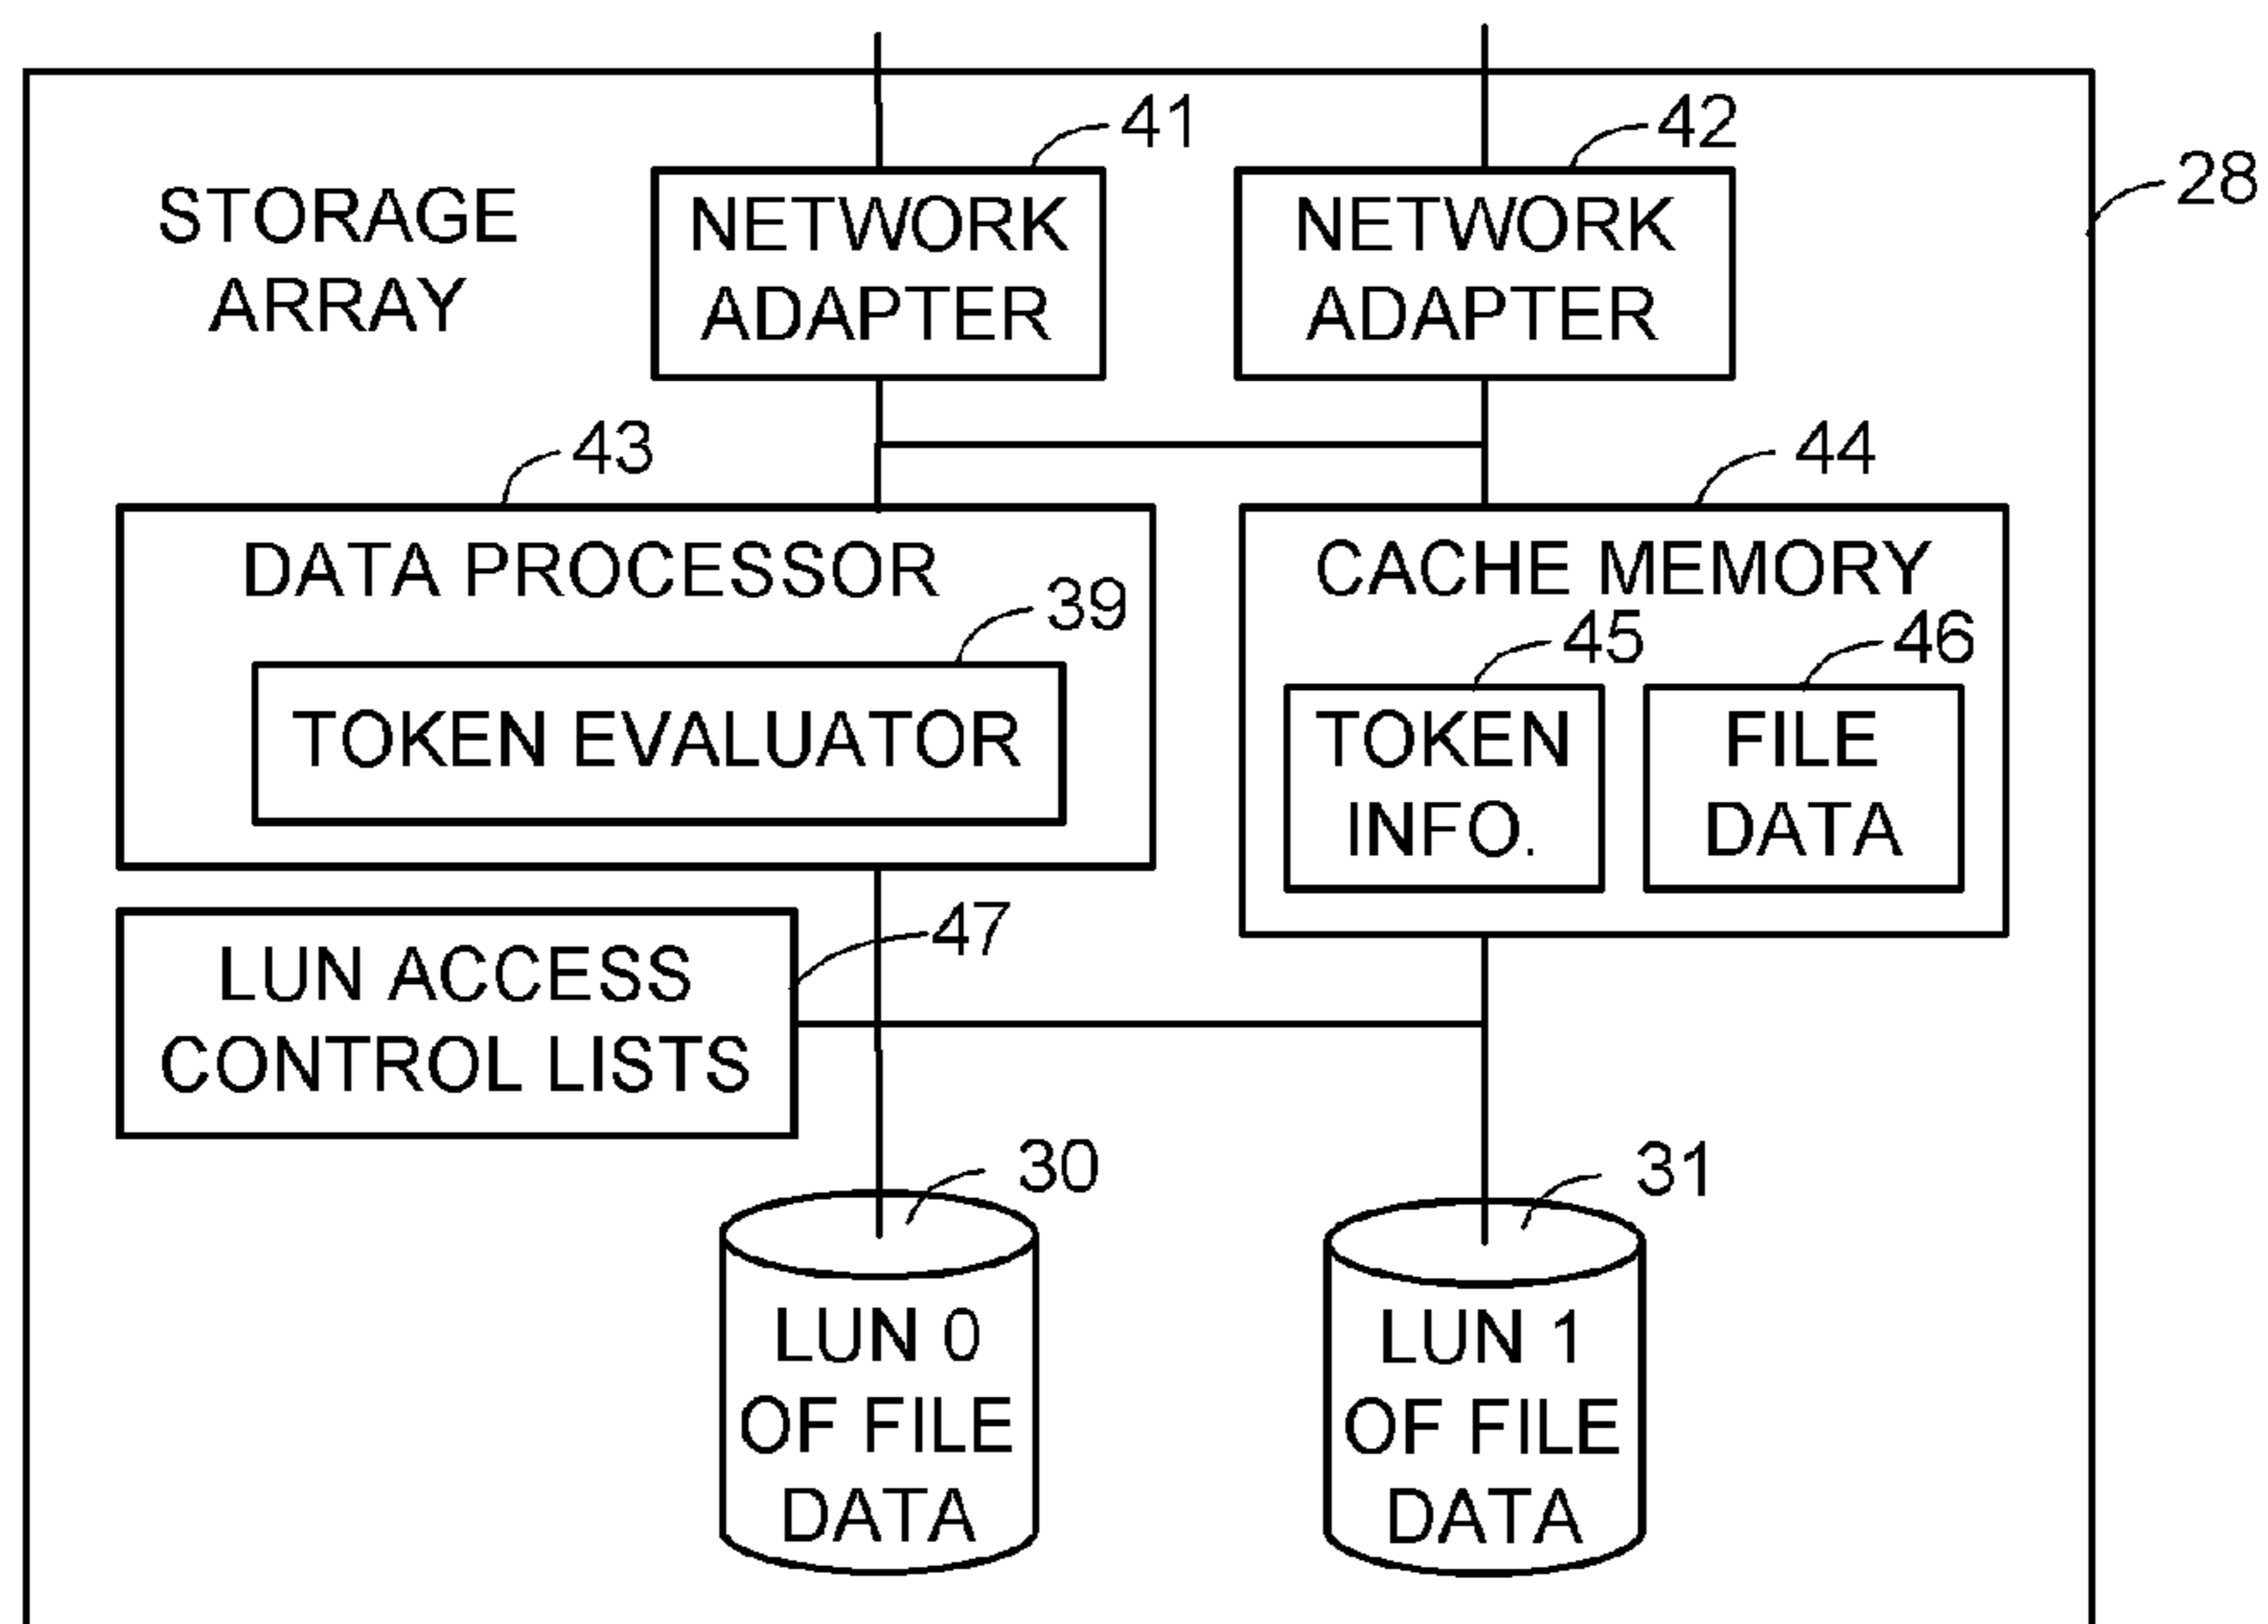 41
42
28
STORAGE
ARRAY
NETWORK
ADAPTER
NETWORK
ADAPTER
43
44
DATA PROCESSOR
39
TOKEN EVALUATOR
CACHE MEMORY
45
46
TOKEN
INFO.
FILE
DATA
47
LUN ACCESS
CONTROL LISTS
30
31
LUN 0
OF FILE
DATA
LUN 1
OF FILE
DATA